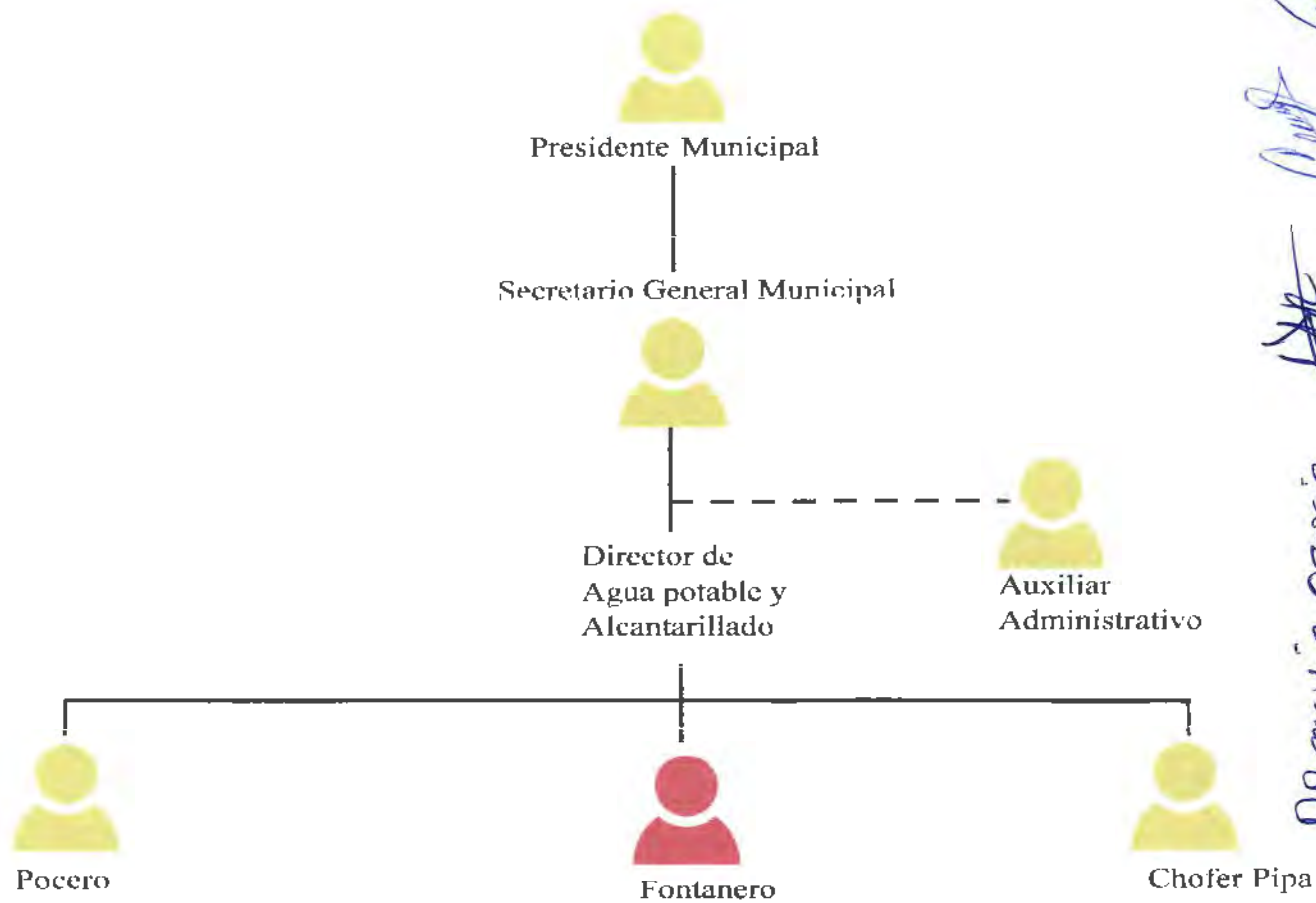 Presidente Municipal
Secretario General Municipal
Director de
Agua potable y
Alcantarillado
Auxiliar
Administrativo
Pocero
Fontanero
Chofer Pipa